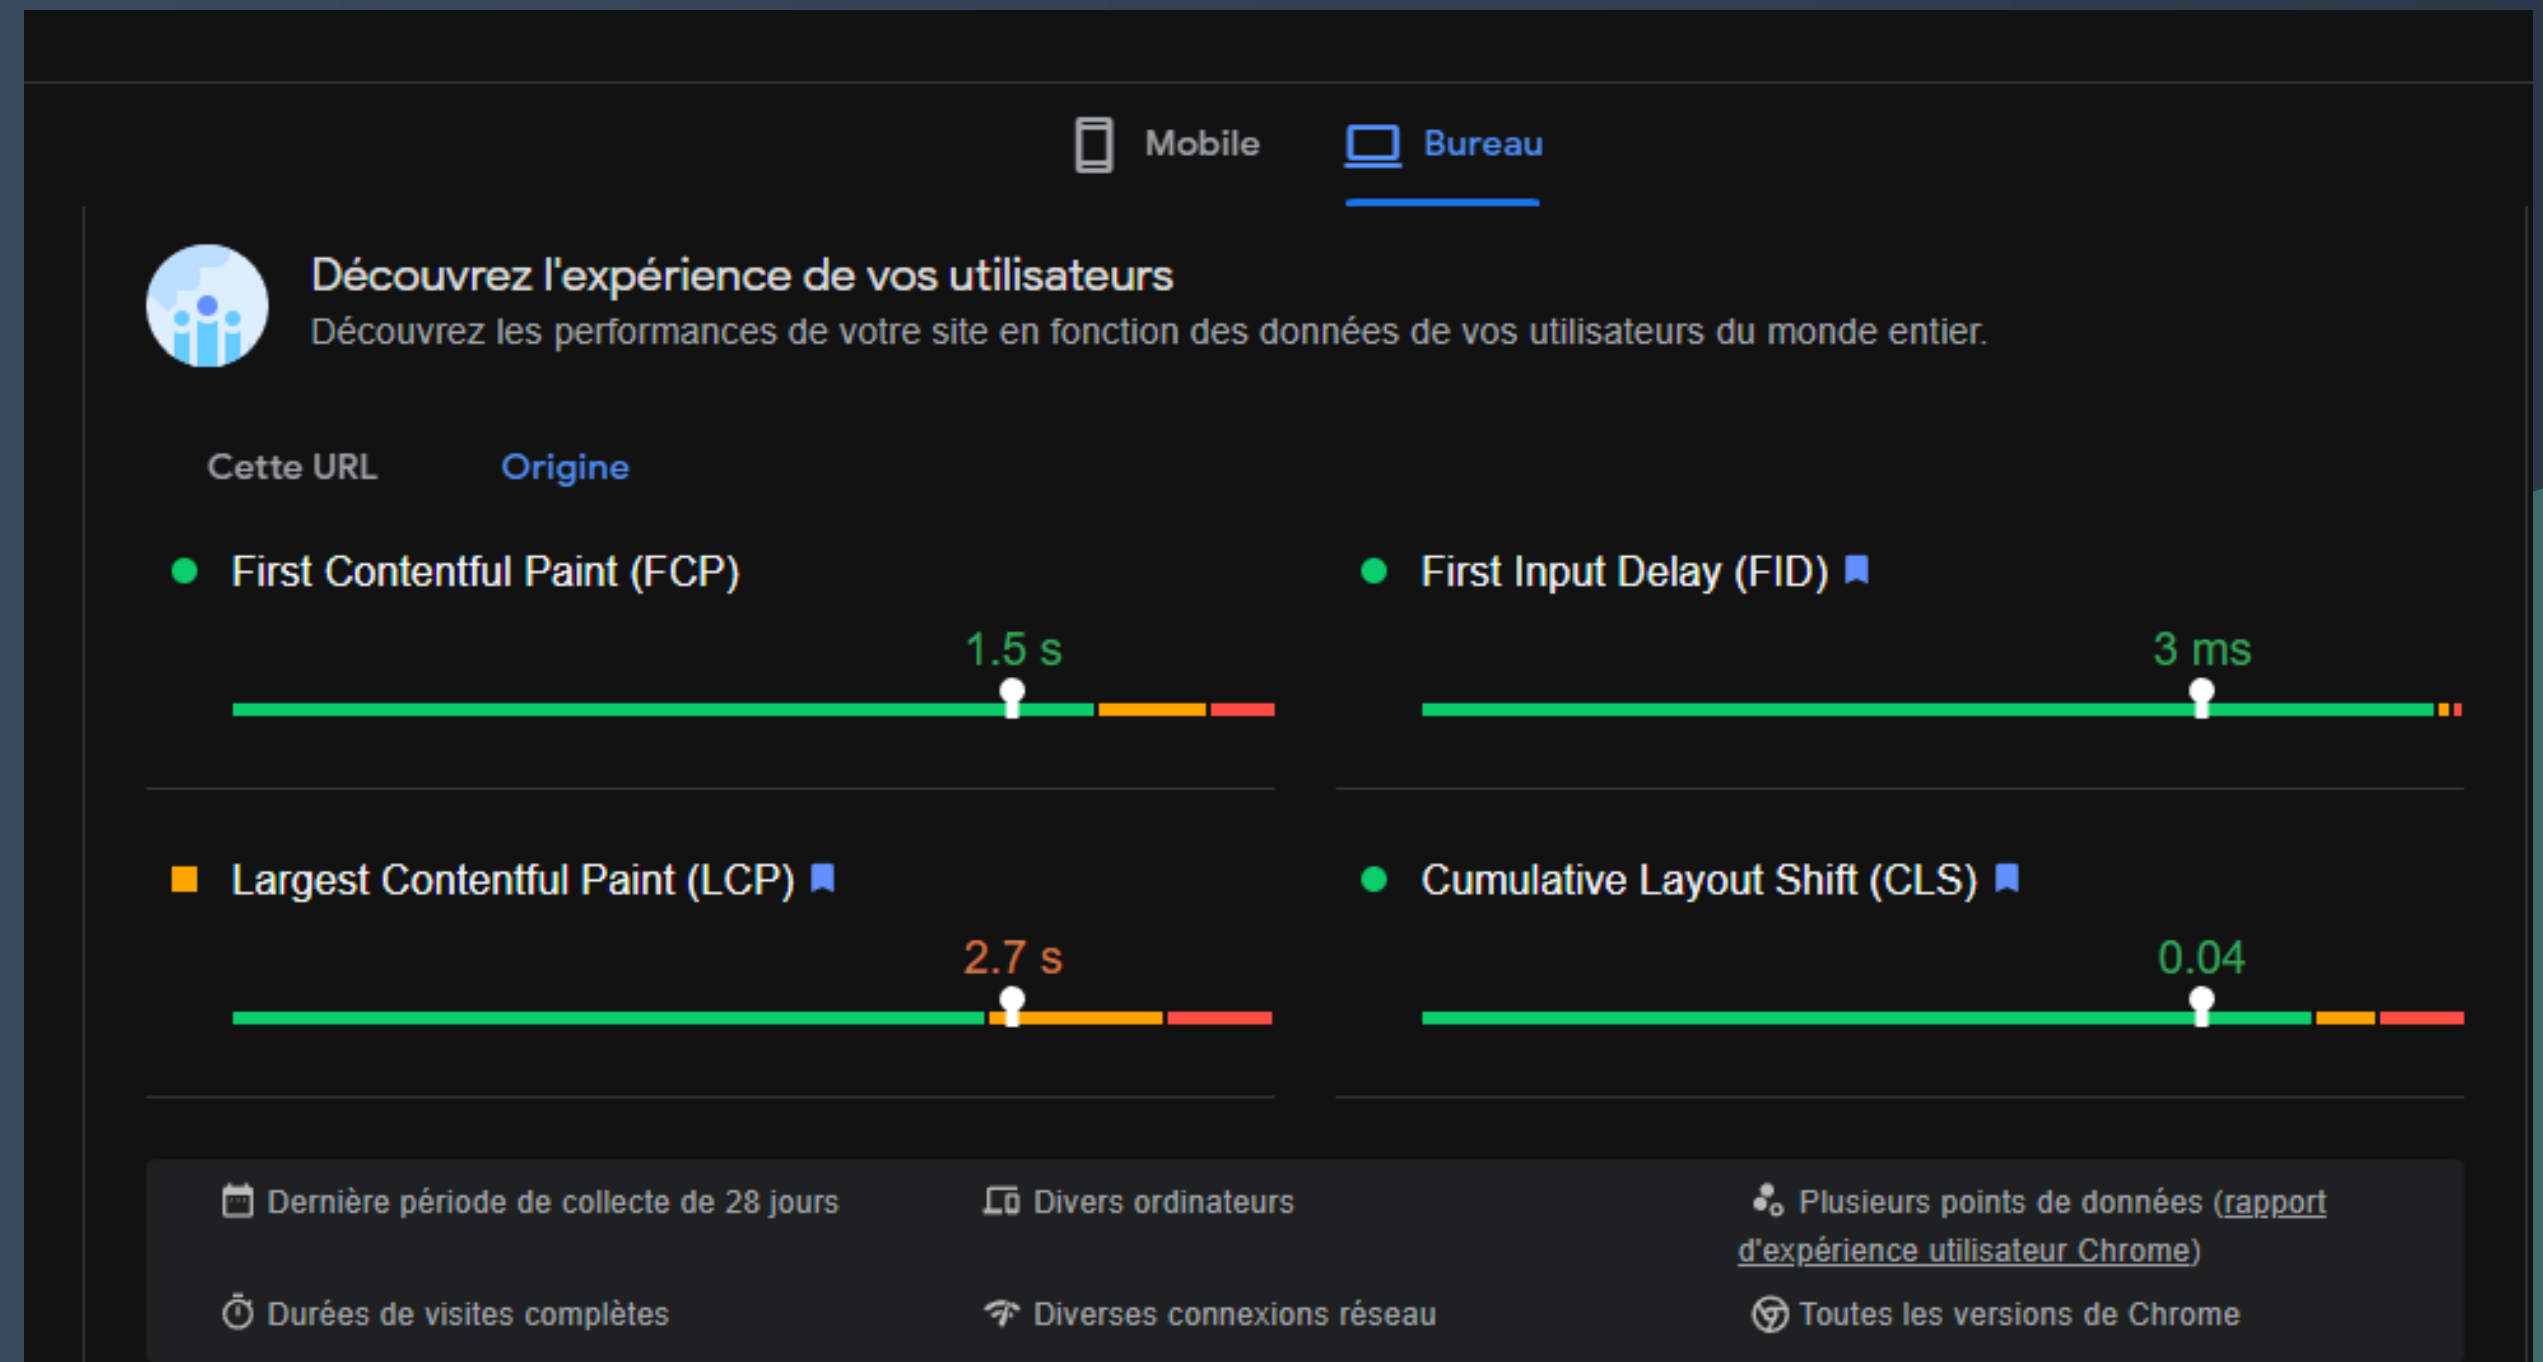 Mobile
Bureau
Découvrez l'expérience de vos utilisateurs
Découvrez les performances de votre site en fonction des données de vos utilisateurs du monde entier.
Cette URL
Origine
First Contentful Paint (FCP)
1.5 s
First Input Delay (FID)
3 ms
Largest Contentful Paint (LCP)
2.7 s
Cumulative Layout Shift (CLS)
0.04
Dernière période de collecte de 28 jours
Divers ordinateurs
Plusieurs points de données (rapport
d'expérience utilisateur Chrome)
Durées de visites complètes
Diverses connexions réseau
Toutes les versions de Chrome